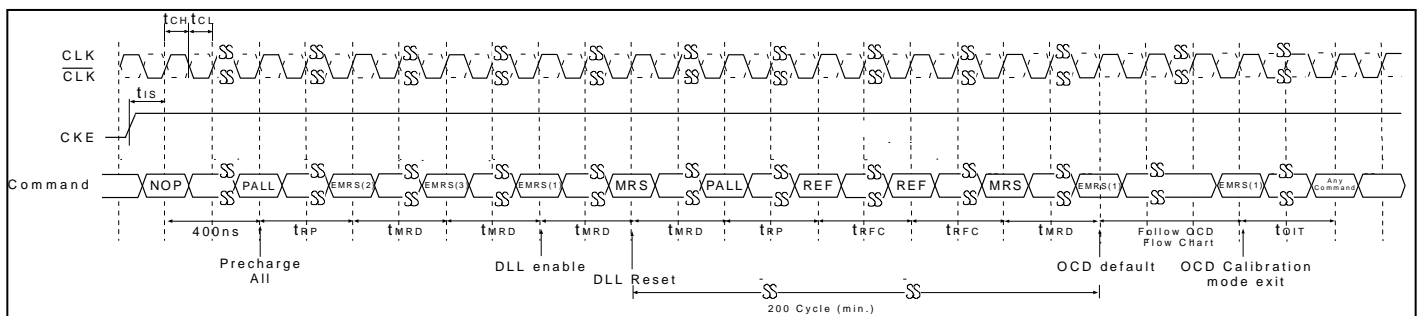 tCH tCL
CLK
CLK
tIS
CKE
Command NOP PALL EMRS(2) EMRS(3) EMRS(1) MRS PALL REF REF MRS EMRS(1) EMRS(1) Any Command
400ns tRP tMRD tMRD tMRD tMRD tRP tRFC tRFC tMRD Follow OCD Flow Chart tOIT
Precharge All
DLL enable
DLL Reset
OCD default
OCD Calibration mode exit
200 Cycle (min.)